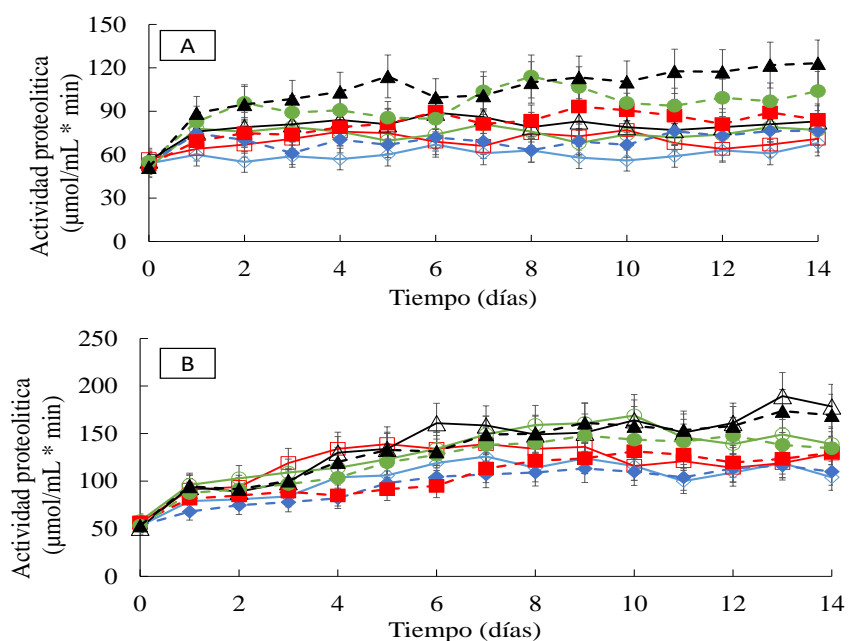 A
150
120
90
60
30
0
Actividad proteolítica
(µmol/mL * min)
0 2 4 6 8 10 12 14
Tiempo (días)
B
250
200
150
100
50
0
Actividad proteolítica
(µmol/mL * min)
0 2 4 6 8 10 12 14
Tiempo (días)